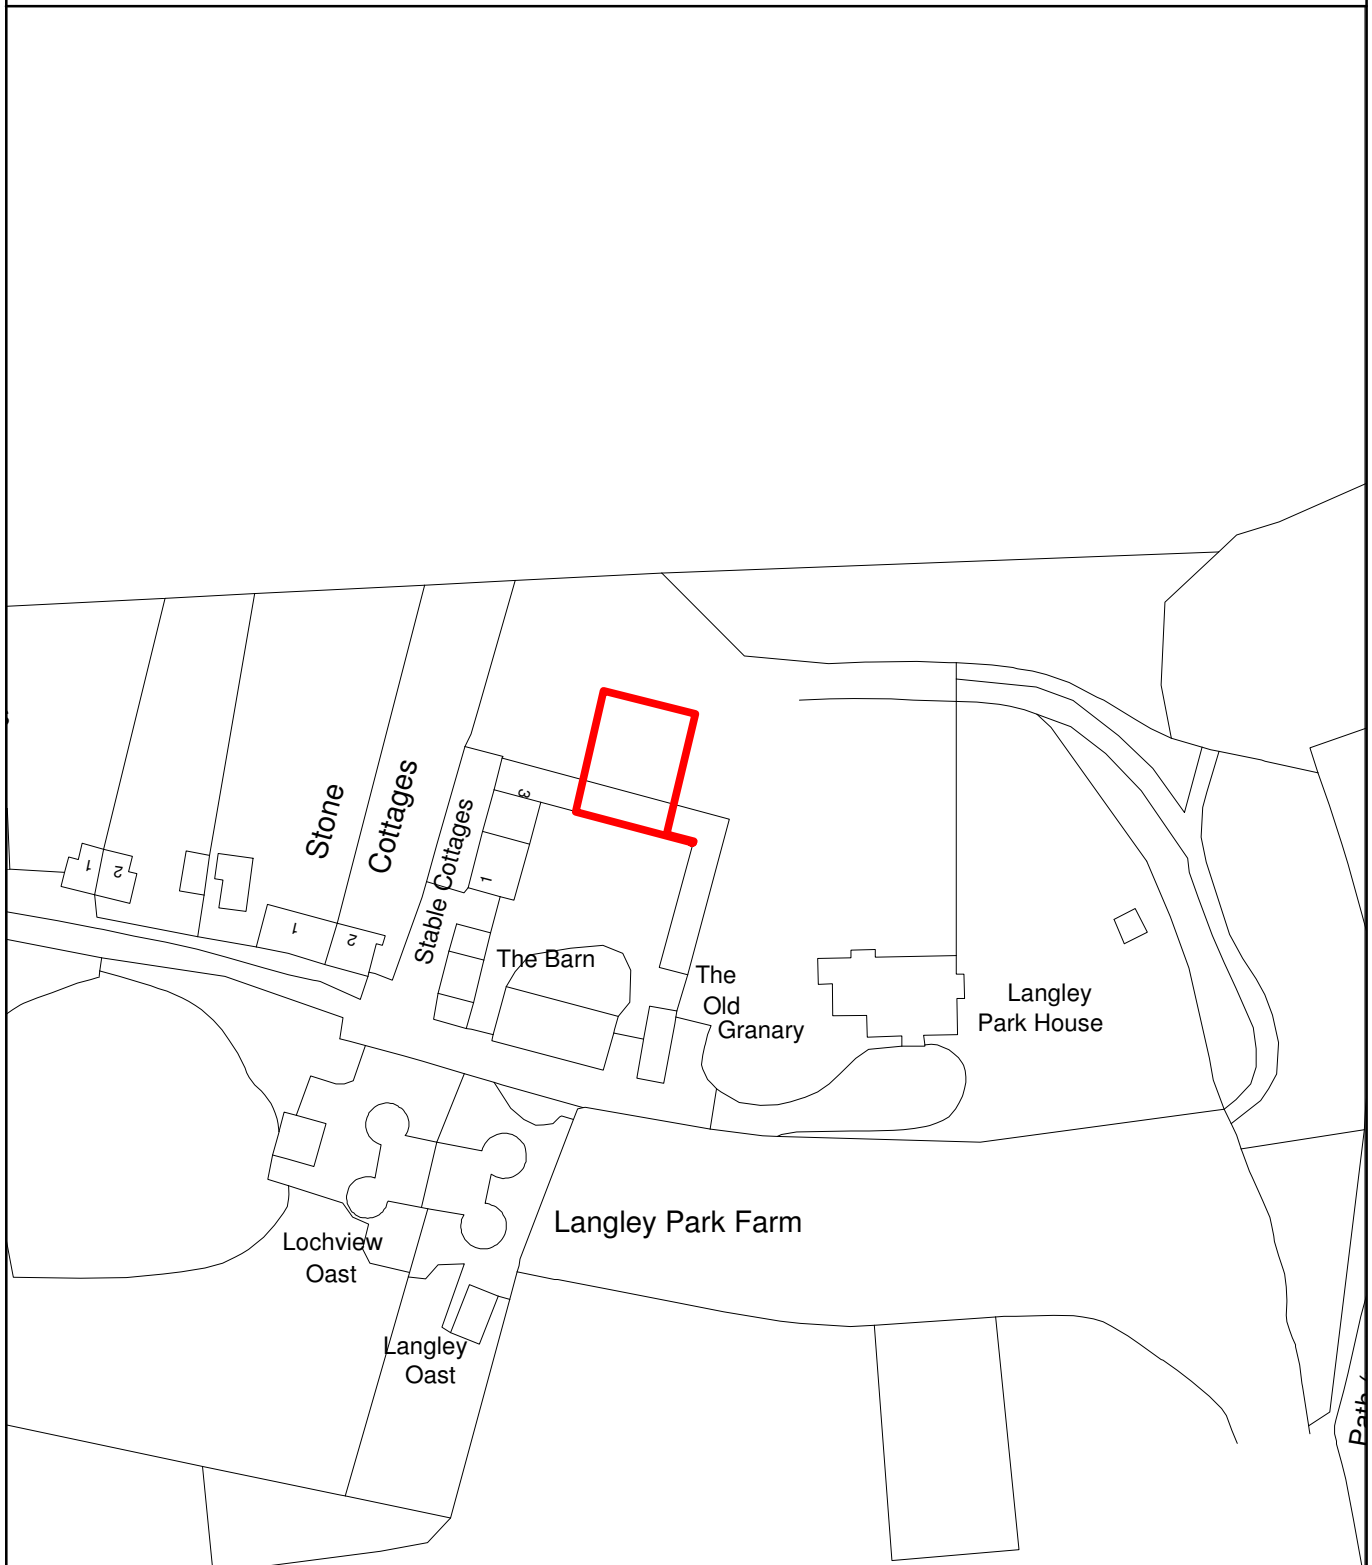 Stone
Cottages
Stable Cottages
3
1
1
2
1
2
The Barn
The
Old
Granary
Langley
Park House
Langley Park Farm
Lochview
Oast
Langley
Oast
Path